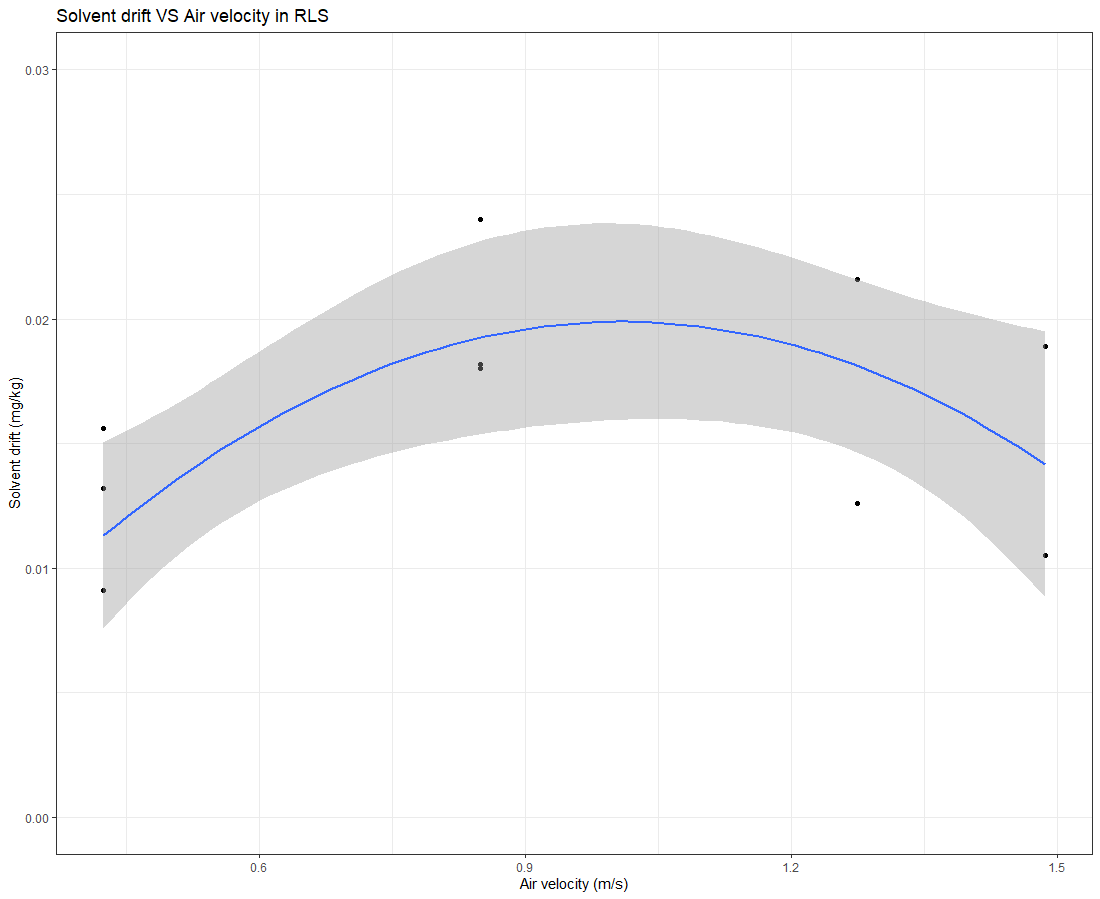 Solvent drift VS Air velocity in RLS
0.03
0.02
0.01
0.00
Solvent drift (mg/kg)
0.6
0.9
1.2
1.5
Air velocity (m/s)